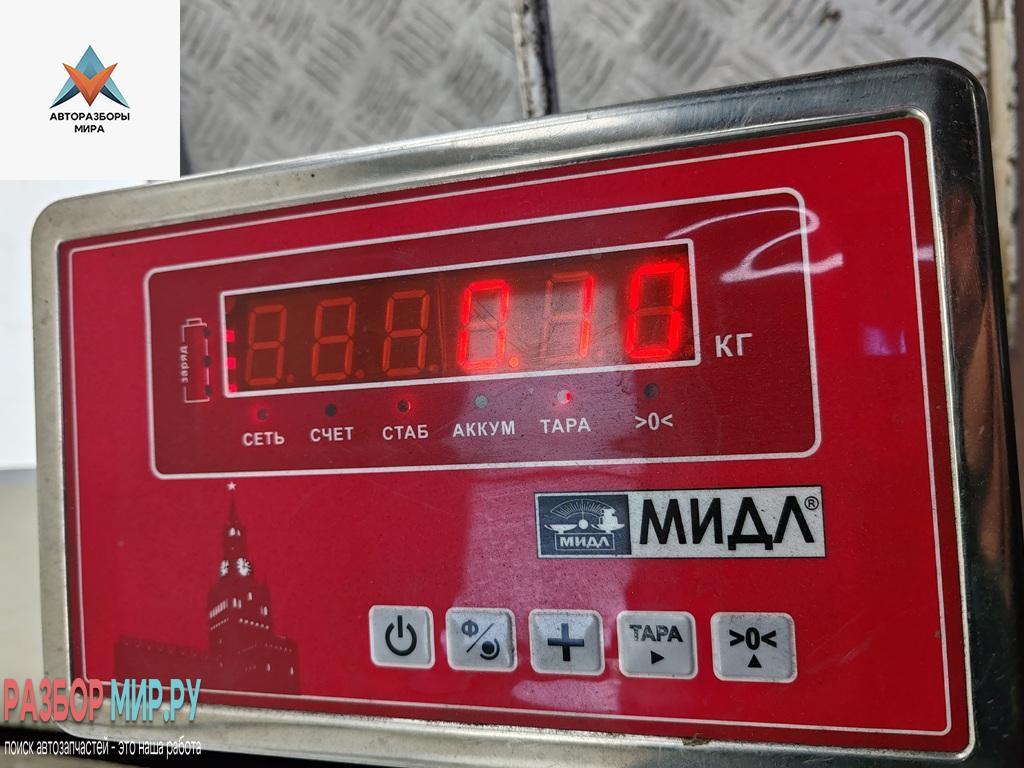 АВТОРАЗБОРЫ
МИРА
0.10
КГ
заряд
СЕТЬ СЧЕТ СТАБ АККУМ ТАРА >0<
МИДЛ МИДЛ®
Ф/
ТАРА >0<
РАЗБОР МИР.РУ
поиск автозапчастей - это наша работа